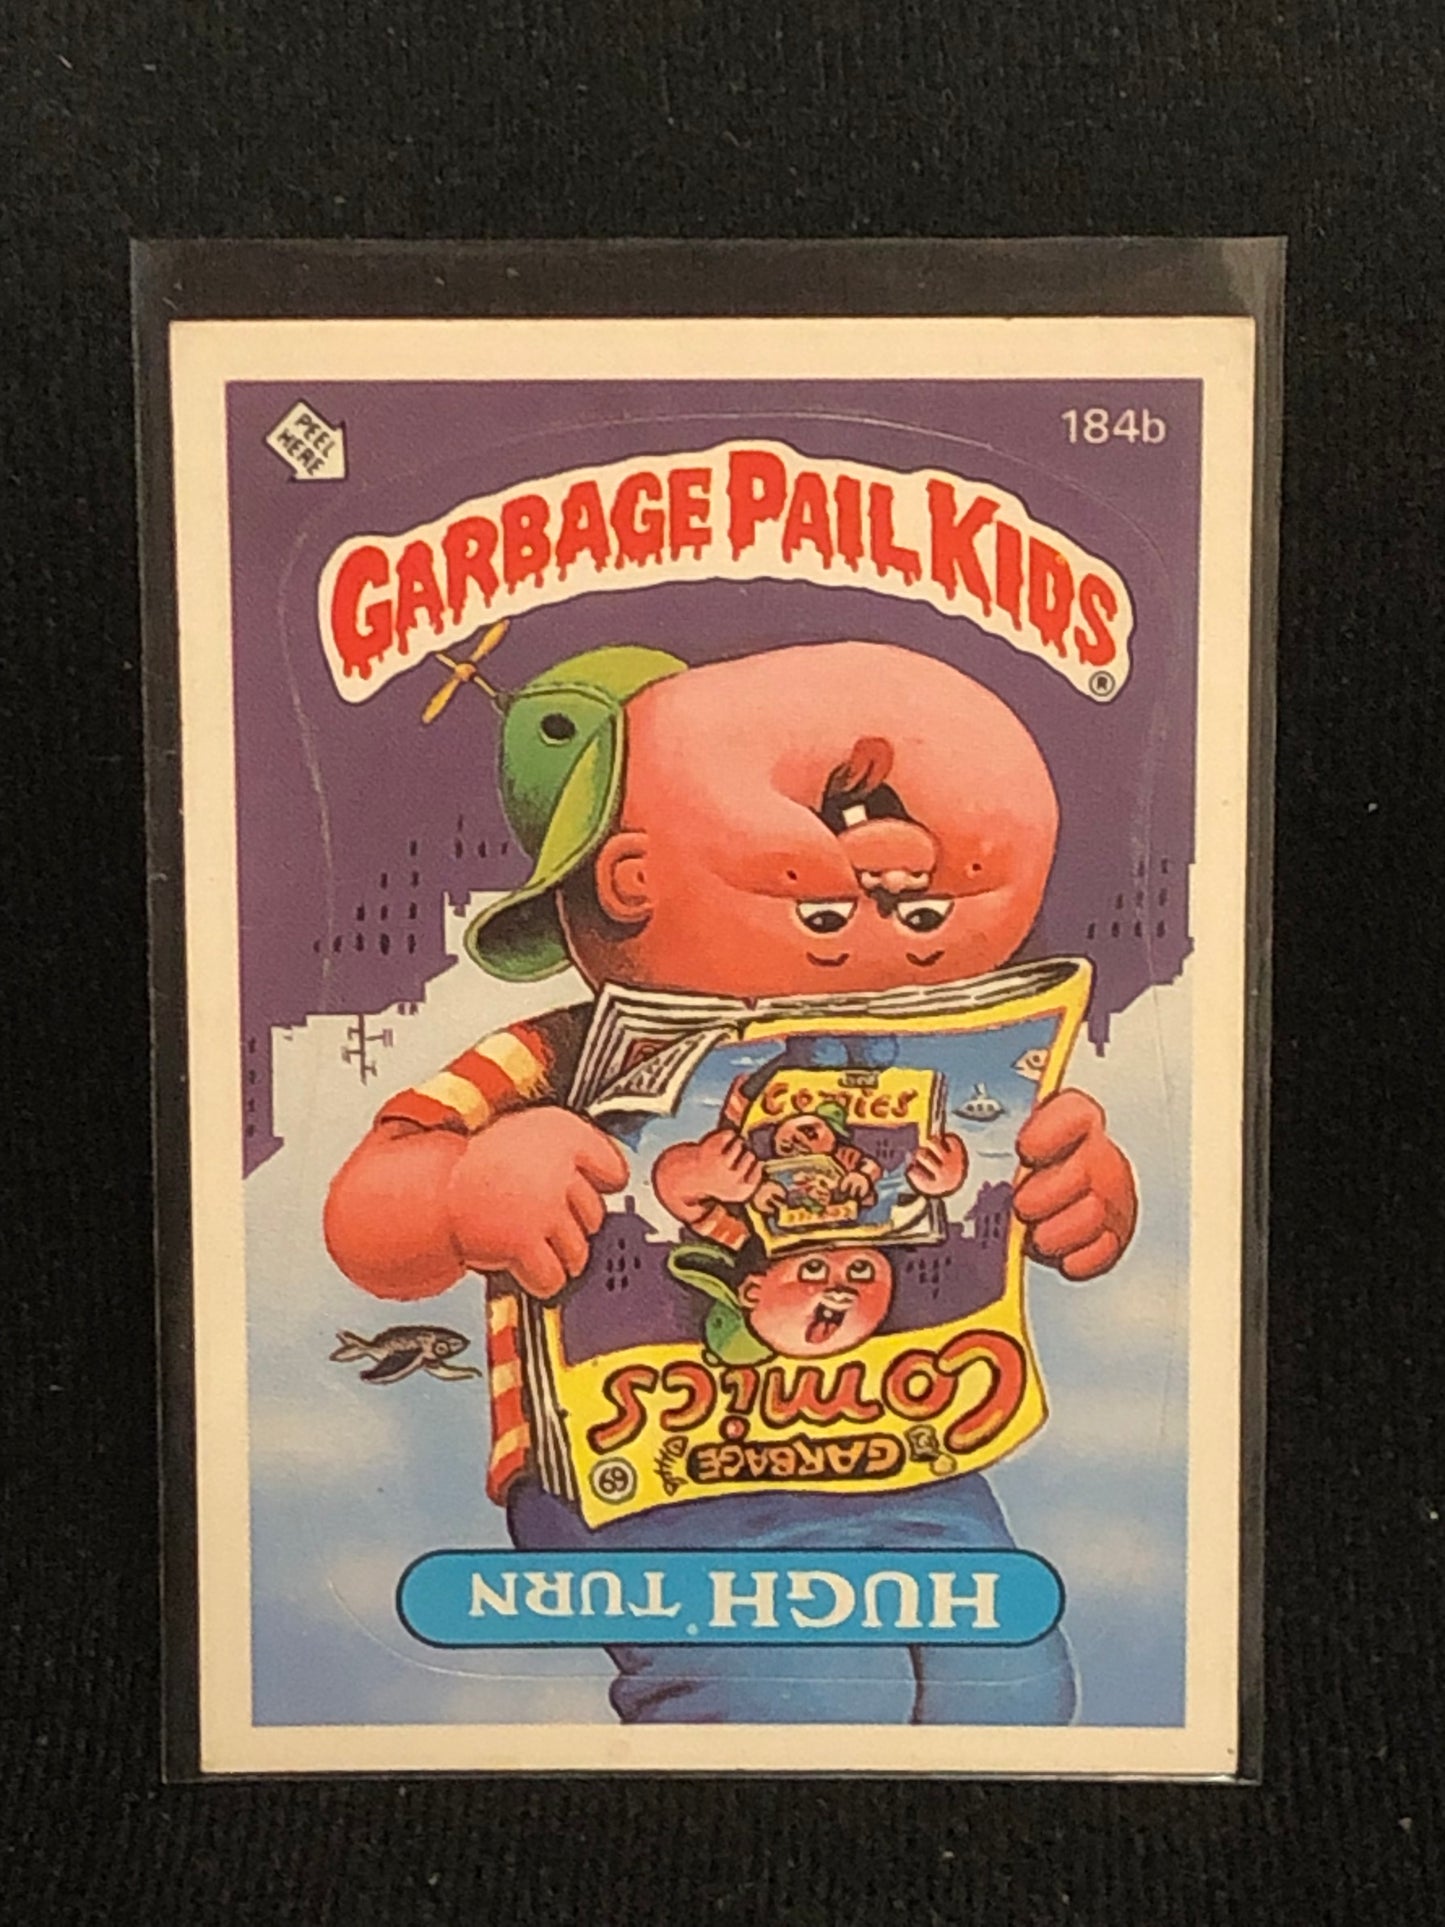 PEEL
HERE
184b
GARBAGE PAIL KIDS
®
Comics
Comics
GARBAGE
69
HUGH TURN